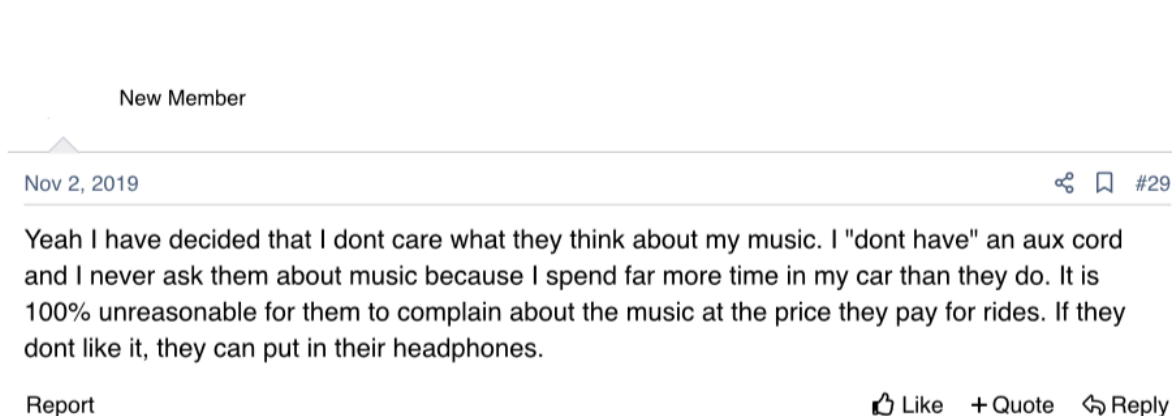 New Member
Nov 2, 2019 #29
Yeah I have decided that I dont care what they think about my music. I "dont have" an aux cord
and I never ask them about music because I spend far more time in my car than they do. It is
100% unreasonable for them to complain about the music at the price they pay for rides. If they
dont like it, they can put in their headphones.
Report Like +Quote Reply